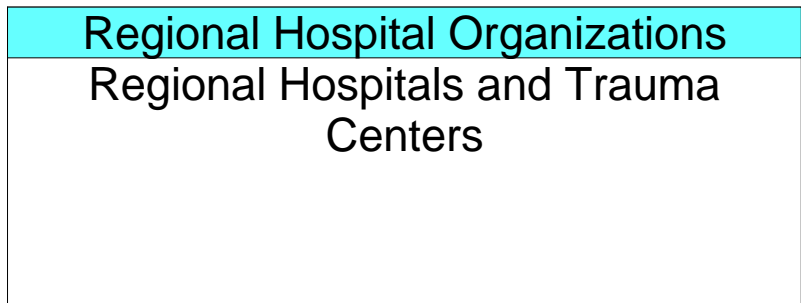 Regional Hospital Organizations
Regional Hospitals and Trauma
Centers